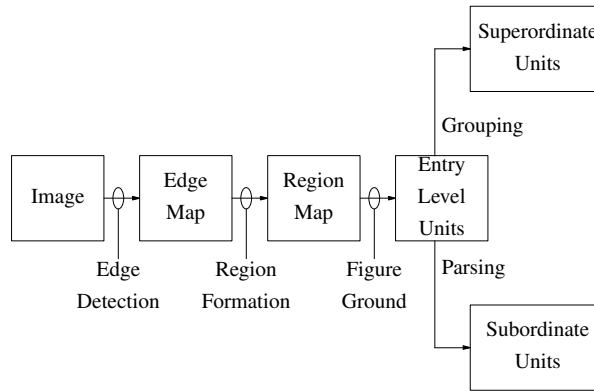 Superordinate
Units
Grouping
Image
Edge
Map
Region
Map
Entry
Level
Units
Edge
Detection
Region
Formation
Figure
Ground
Parsing
Subordinate
Units